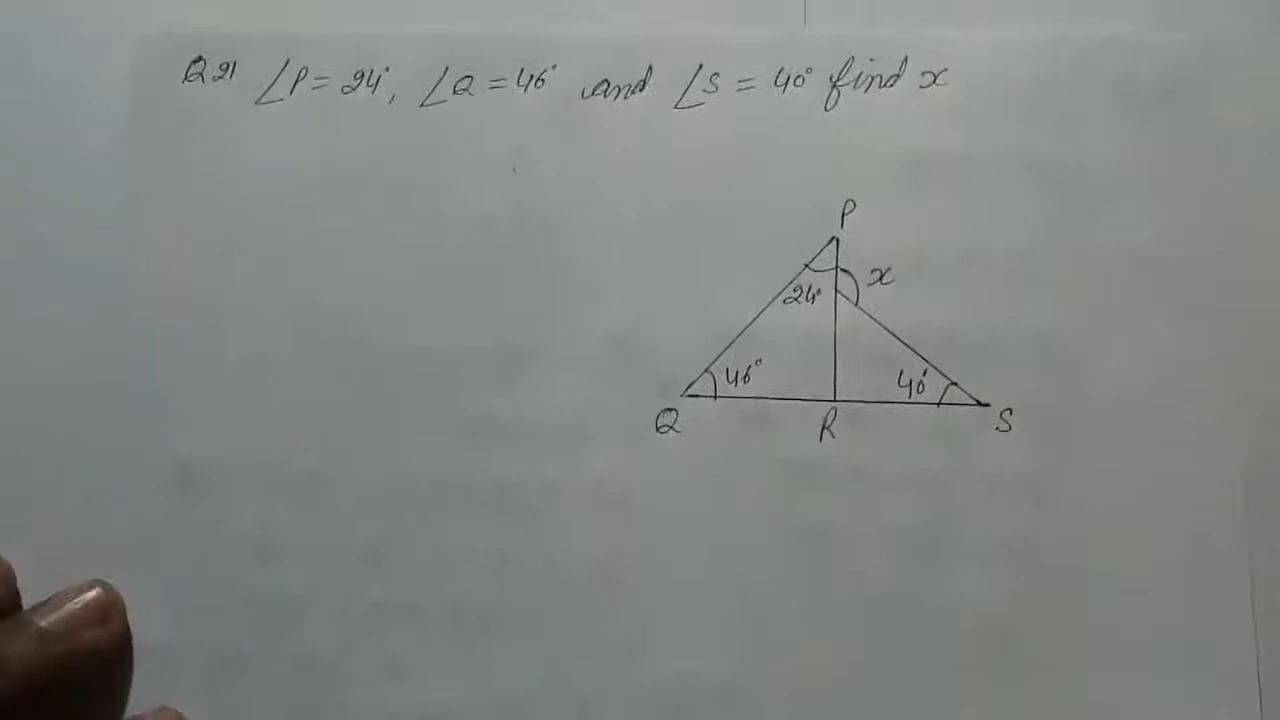 Q21 ∠P = 24°, ∠Q = 46° and ∠S = 40° find x
P
24°
x
46°
40°
Q
R
S